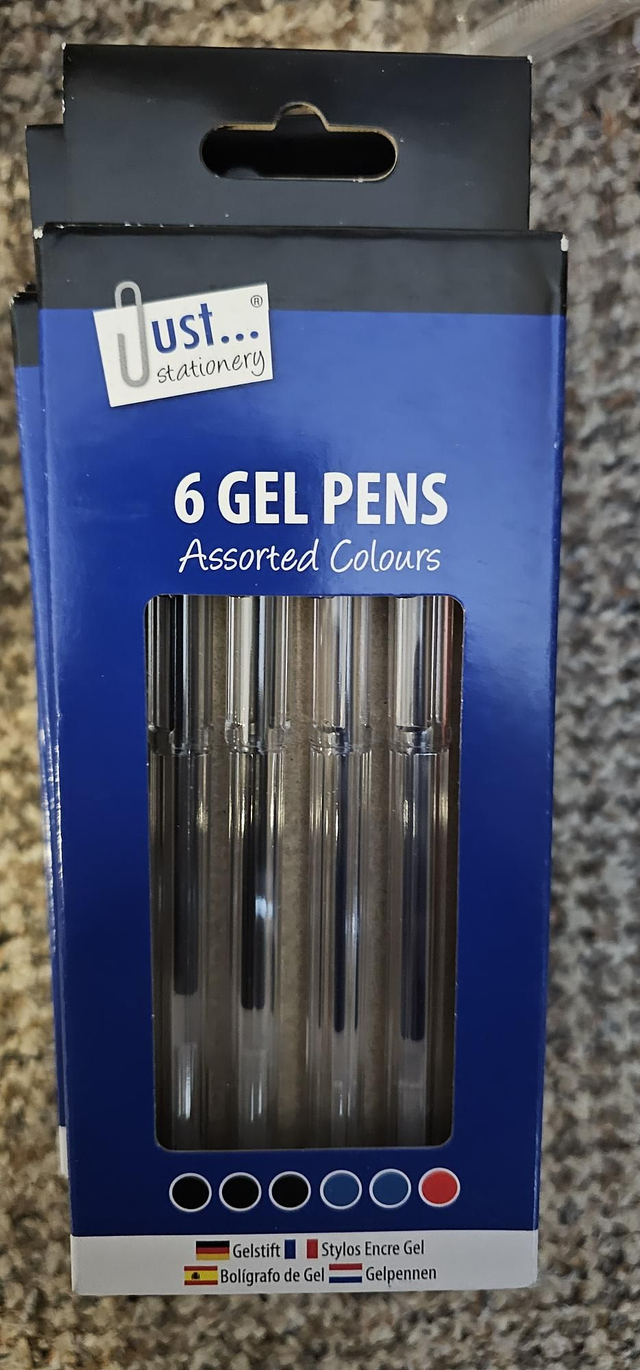 Just... ®
stationery
6 GEL PENS
Assorted Colours
Gelstift Stylos Encre Gel
Bolígrafo de Gel Gelpennen